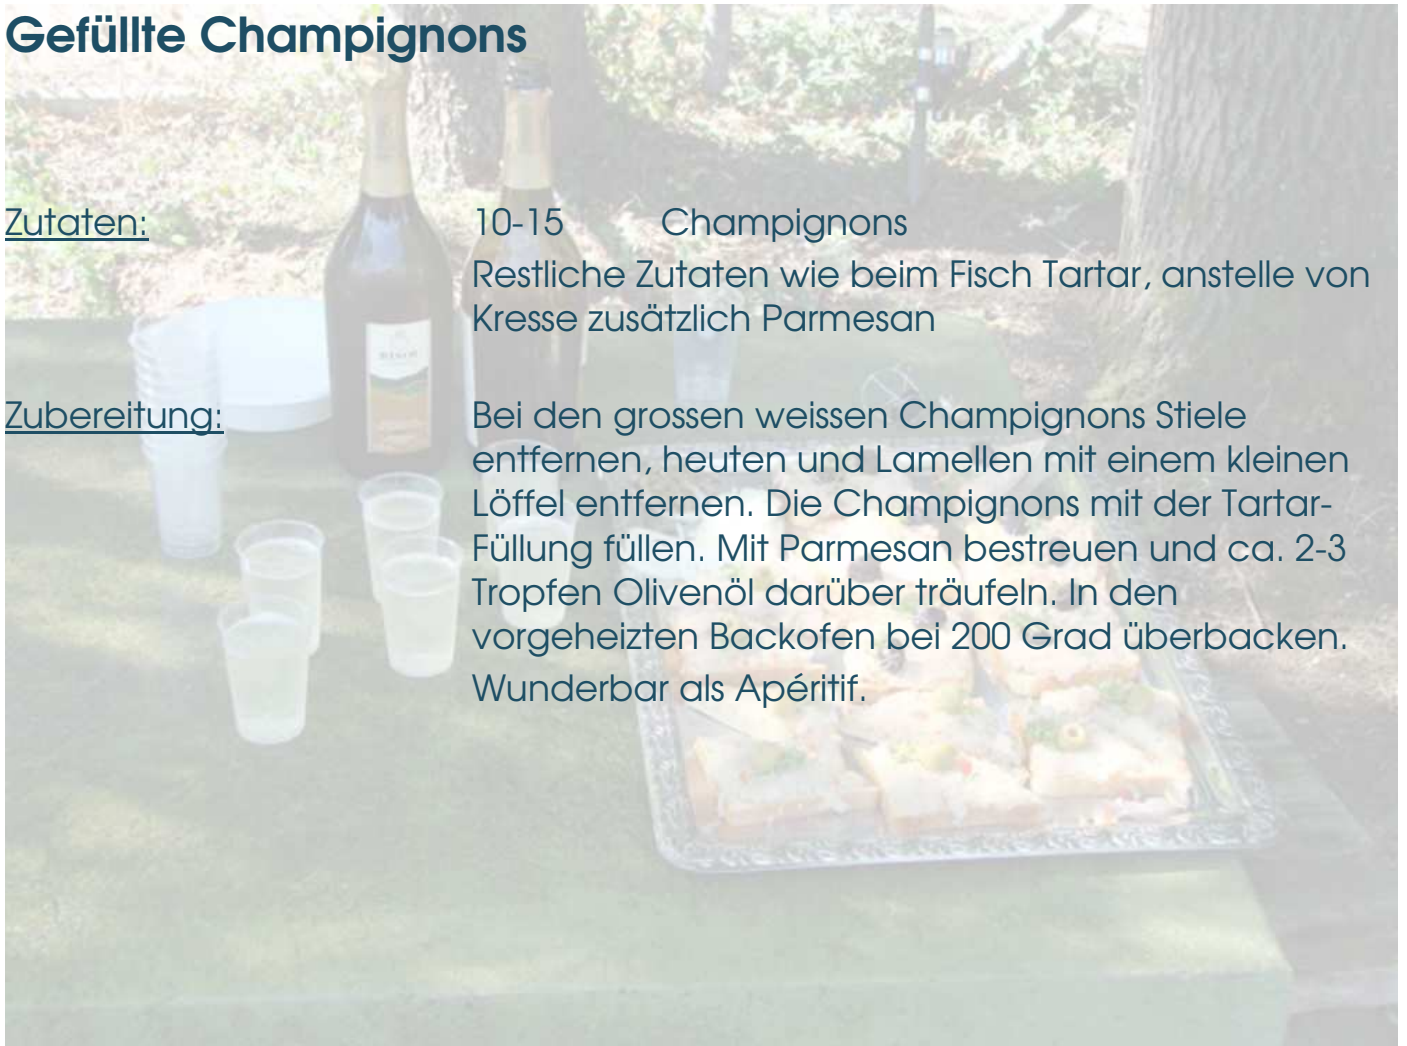 Gefüllte Champignons
Zutaten: 10-15 Champignons
Restliche Zutaten wie beim Fisch Tartar, anstelle von
Kresse zusätzlich Parmesan
Zubereitung: Bei den grossen weissen Champignons Stiele
entfernen, heuten und Lamellen mit einem kleinen
Löffel entfernen. Die Champignons mit der Tartar-
Füllung füllen. Mit Parmesan bestreuen und ca. 2-3
Tropfen Olivenöl darüber träufeln. In den
vorgeheizten Backofen bei 200 Grad überbacken.
Wunderbar als Apéritif.